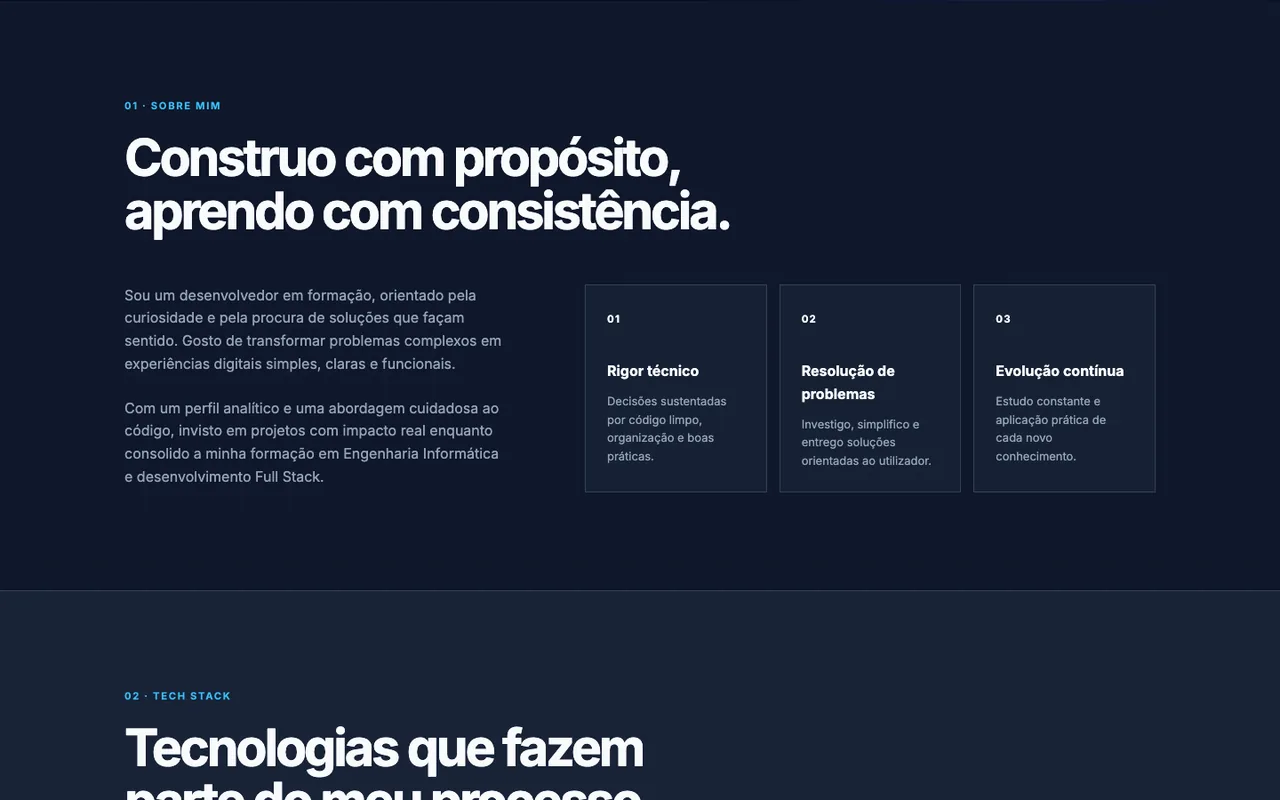 01 · SOBRE MIM
Construo com propósito,
aprendo com consistência.
Sou um desenvolvedor em formação, orientado pela
curiosidade e pela procura de soluções que façam
sentido. Gosto de transformar problemas complexos em
experiências digitais simples, claras e funcionais.
Com um perfil analítico e uma abordagem cuidadosa ao
código, invisto em projetos com impacto real enquanto
consolido a minha formação em Engenharia Informática
e desenvolvimento Full Stack.
01
Rigor técnico
Decisões sustentadas
por código limpo,
organização e boas
práticas.
02
Resolução de
problemas
Investigo, simplifico e
entrego soluções
orientadas ao utilizador.
03
Evolução contínua
Estudo constante e
aplicação prática de
cada novo
conhecimento.
02 · TECH STACK
Tecnologias que fazem
parte do meu processo